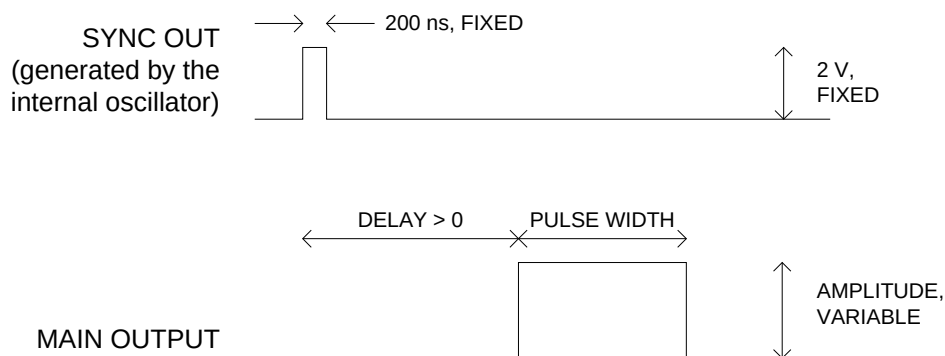 SYNC OUT
(generated by the
internal oscillator)
200 ns, FIXED
2 V,
FIXED
DELAY > 0
PULSE WIDTH
AMPLITUDE,
VARIABLE
MAIN OUTPUT